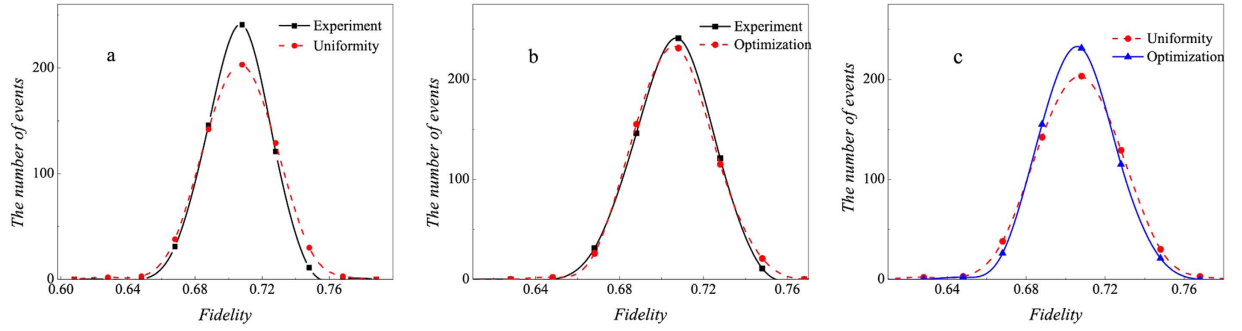 a
Experiment
Uniformity
200
100
0
0.60 0.64 0.68 0.72 0.76
The number of events
Fidelity
b
Experiment
Optimization
200
100
0
0.64 0.68 0.72 0.76
The number of events
Fidelity
c
Uniformity
Optimization
200
100
0
0.64 0.68 0.72 0.76
The number of events
Fidelity